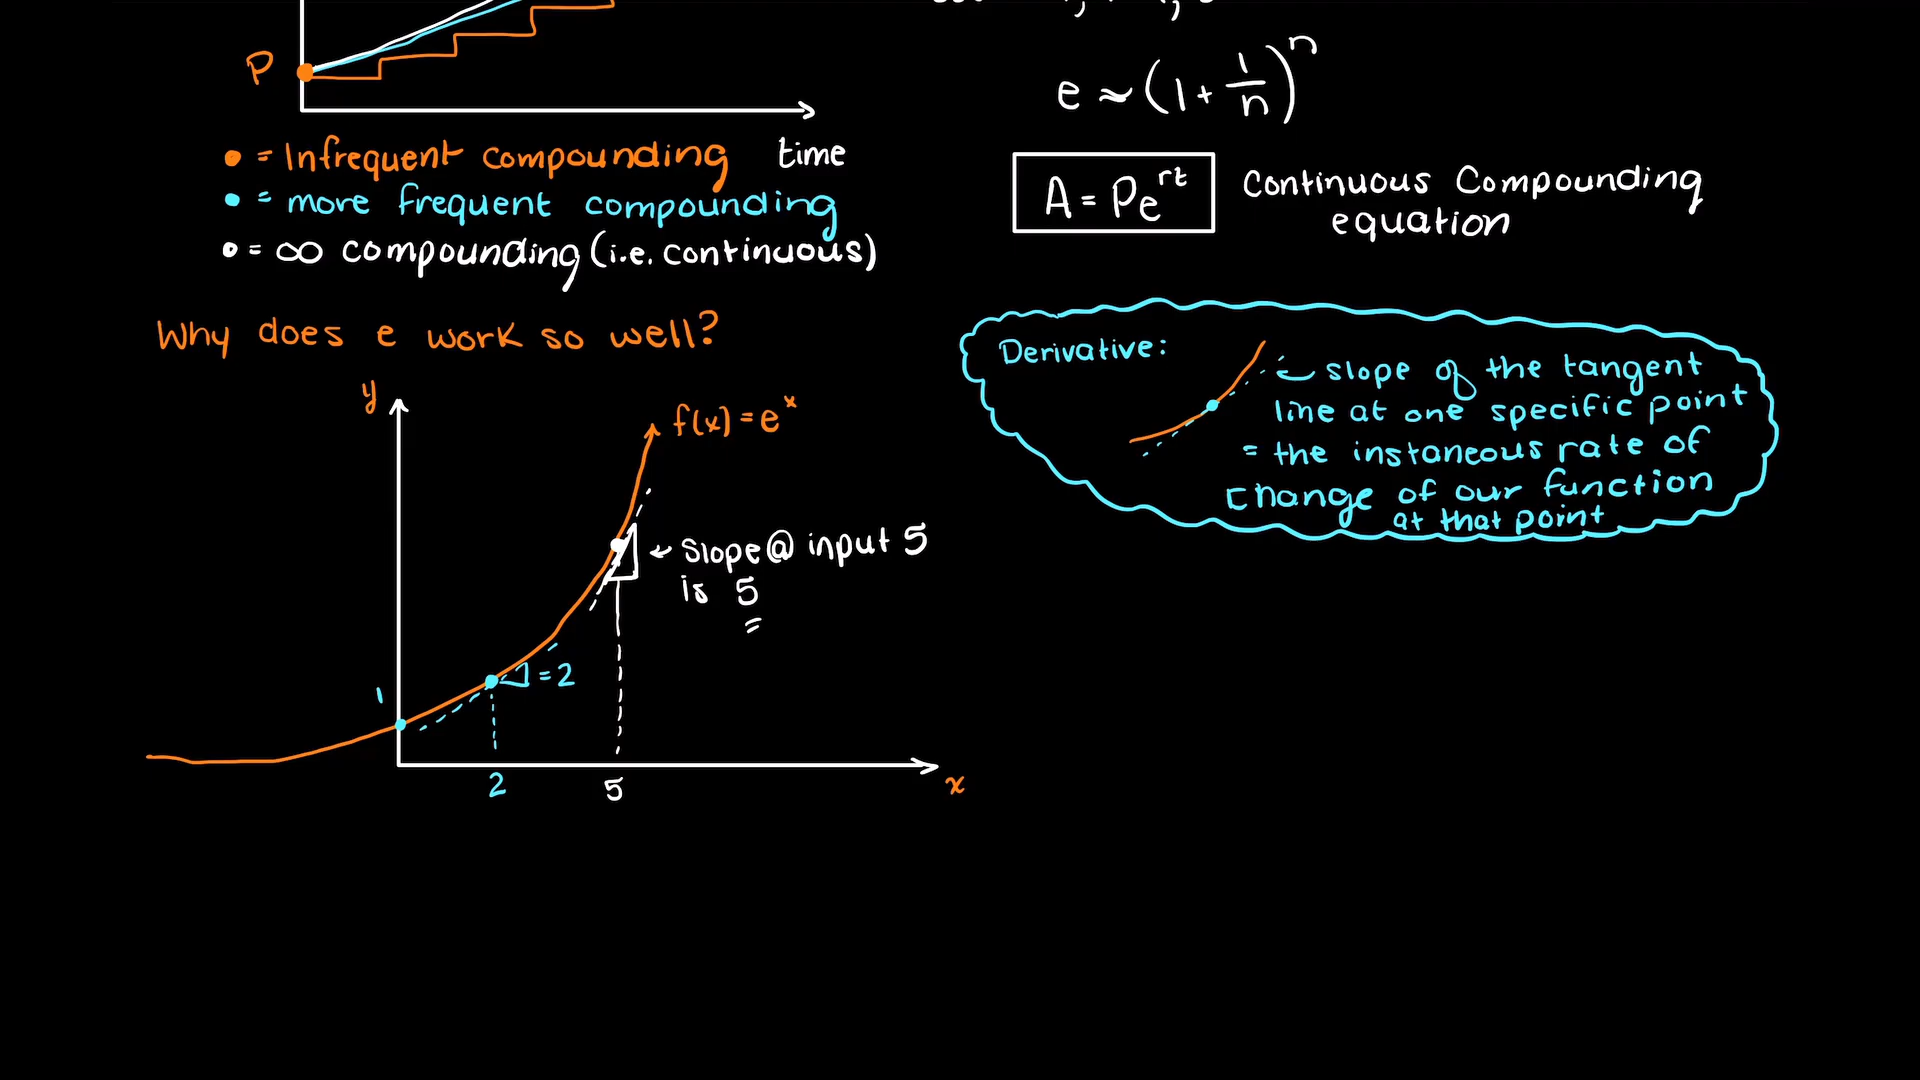 P
time
• = Infrequent compounding
• = more frequent compounding
∘ = ∞ compounding (i.e. continuous)
e ≈ (1 + 1/n)^n
A = Pe^rt
Continuous Compounding
equation
Why does e work so well?
y
f(x) = e^x
Slope @ input 5
is 5
1
= 2
2
5
x
Derivative:
slope of the tangent
line at one specific point
= the instaneous rate of
change of our function
at that point